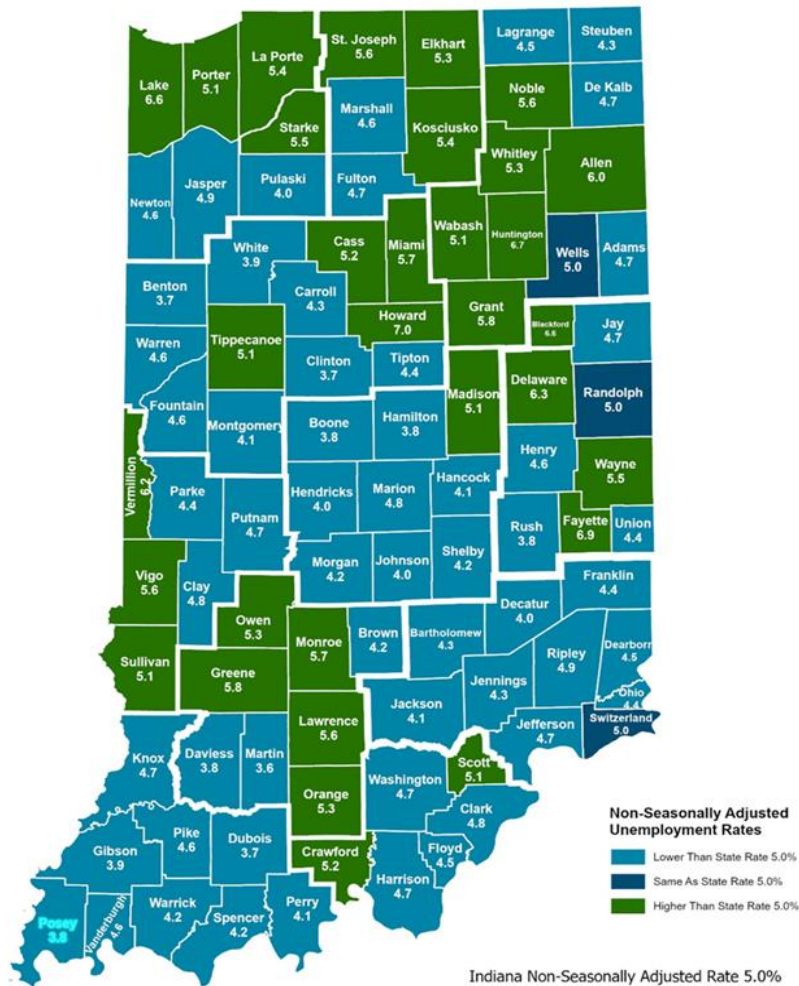 Lake
6.6
Porter
5.1
La Porte
5.4
St. Joseph
5.6
Elkhart
5.3
Lagrange
4.5
Steuben
4.3
Noble
5.6
De Kalb
4.7
Starke
5.5
Marshall
4.6
Kosciusko
5.4
Whitley
5.3
Allen
6.0
Newton
4.6
Jasper
4.9
Pulaski
4.0
Fulton
4.7
Wabash
5.1
Huntington
6.7
Wells
5.0
Adams
4.7
White
3.9
Cass
5.2
Miami
5.7
Benton
3.7
Carroll
4.3
Howard
7.0
Grant
5.8
Blackford
6.6
Jay
4.7
Warren
4.6
Tippecanoe
5.1
Clinton
3.7
Tipton
4.4
Madison
5.1
Delaware
6.3
Randolph
5.0
Fountain
4.6
Montgomery
4.1
Boone
3.8
Hamilton
3.8
Henry
4.6
Wayne
5.5
Vermillion
6.2
Parke
4.4
Putnam
4.7
Hendricks
4.0
Marion
4.8
Hancock
4.1
Rush
3.8
Fayette
6.9
Union
4.4
Vigo
5.6
Clay
4.8
Morgan
4.2
Johnson
4.0
Shelby
4.2
Franklin
4.4
Owen
5.3
Monroe
5.7
Brown
4.2
Bartholomew
4.3
Decatur
4.0
Ripley
4.9
Dearborn
4.5
Sullivan
5.1
Greene
5.8
Jennings
4.3
Ohio
4.4
Jackson
4.1
Lawrence
5.6
Jefferson
4.7
Switzerland
5.0
Knox
4.7
Daviess
3.8
Martin
3.6
Washington
4.7
Scott
5.1
Orange
5.3
Clark
4.8
Gibson
3.9
Pike
4.6
Dubois
3.7
Crawford
5.2
Floyd
4.5
Harrison
4.7
Posey
3.8
Vanderburgh
4.6
Warrick
4.2
Spencer
4.2
Perry
4.1
Non-Seasonally Adjusted
Unemployment Rates
Lower Than State Rate 5.0%
Same As State Rate 5.0%
Higher Than State Rate 5.0%
Indiana Non-Seasonally Adjusted Rate 5.0%